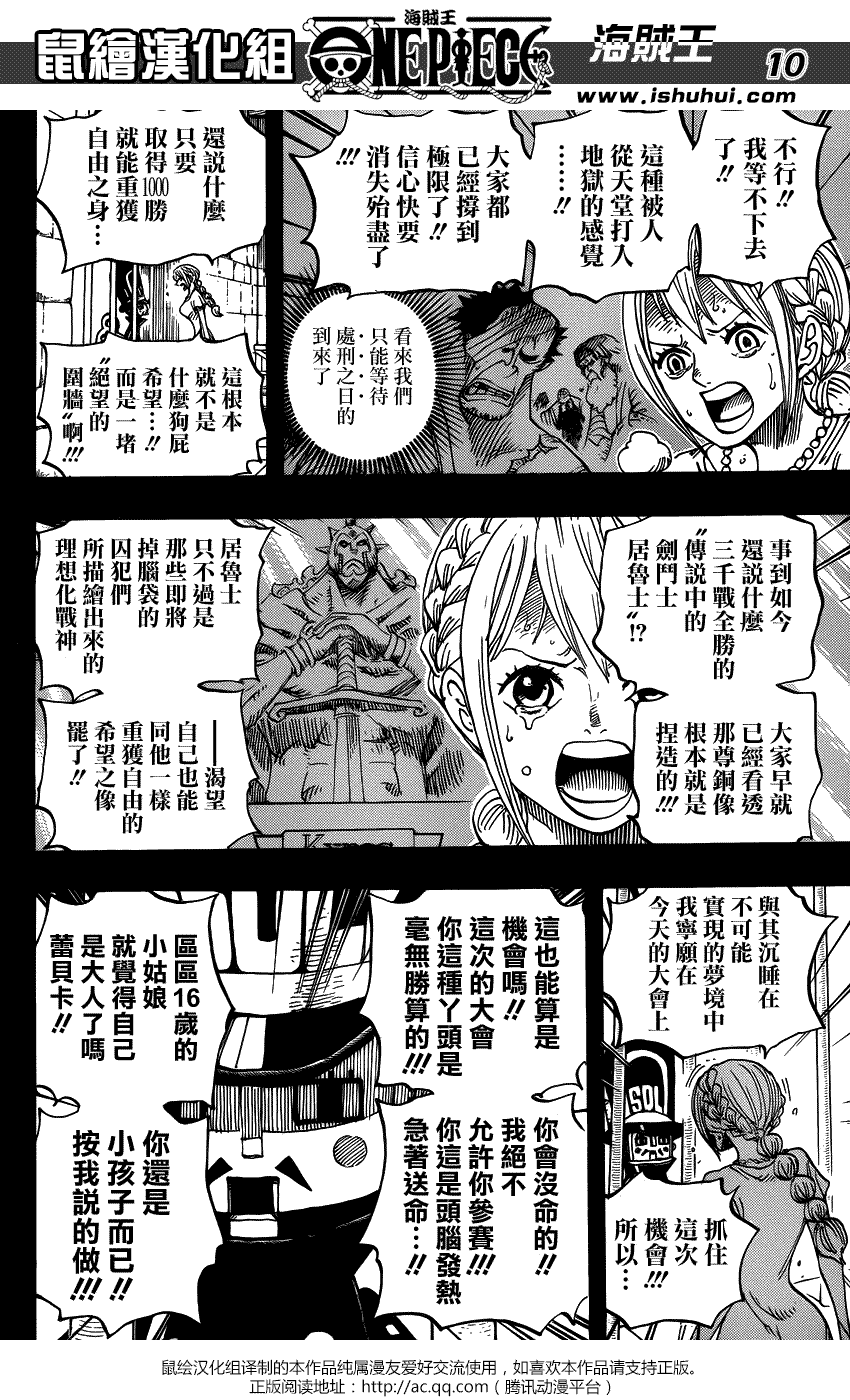 鼠繪漢化組
海賊王
ONE PIECE
海賊王
www.ishuhui.com
10
不行!!
我等不下去
了!!
這種被人
從天堂打入
地獄的感覺
……!!
大家都
已經撐到
極限了!!
信心快要
消失殆盡了
!!!
看來我們
只能等待
處刑之日的
到來了
還說什麼
只要
取得1000勝
就能重獲
自由之身…
這根本
就不是
什麼狗屁
希望…!!
而是一堵
〝絕望的
圍牆〞啊!!!
事到如今
還說什麼
三千戰全勝的
〝傳說中的
劍鬥士
居魯士〞!?
大家早就
已經看透
那尊銅像
根本就是
捏造的!!!
居魯士
只不過是
那些即將
掉腦袋的
囚犯們
所描繪出來的
理想化戰神
——渴望
自己也能
同他一樣
重獲自由的
希望之像
罷了!!
Kyros
與其沉睡在
不可能
實現的夢境中
我寧願在
今天的大會上
SOL
抓住
這次
機會!!!
所以…
這也能算是
機會嗎!!
這次的大會
你這種丫頭是
毫無勝算的!!!
你會沒命的!!
我絕不
允許你參賽!!!
你這是頭腦發熱
急著送命…!!
區區16歲的
小姑娘
就覺得自己
是大人了嗎
蕾貝卡!!
你還是
小孩子而已!!
按我說的做!!!
鼠绘汉化组译制的本作品纯属漫友爱好交流使用，如喜欢本作品请支持正版。
正版阅读地址：http://ac.qq.com（腾讯动漫平台）